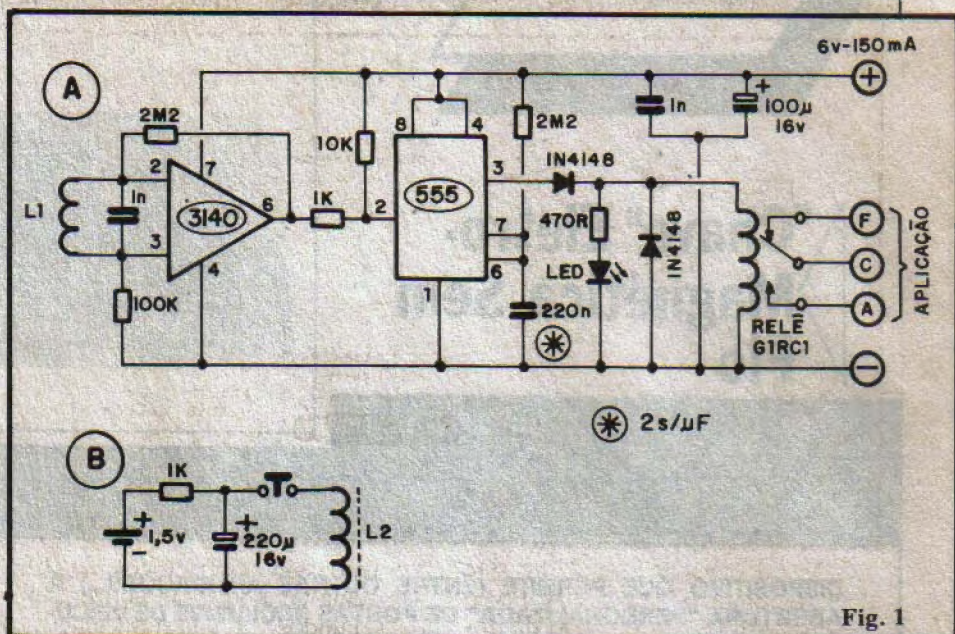 A
6v-150mA
+
2M2
10K
8
4
2M2
1n
+
100µ
16v
7
2
L1
1n
3140
6
1K
2
555
3
1N4148
3
4
100K
7
6
1
470R
LED
1N4148
220n
RELÉ
G1RC1
F
C
A
APLICAÇÃO
-
2s/µF
B
1K
+
1,5v
-
+
220µ
16v
L2
Fig. 1